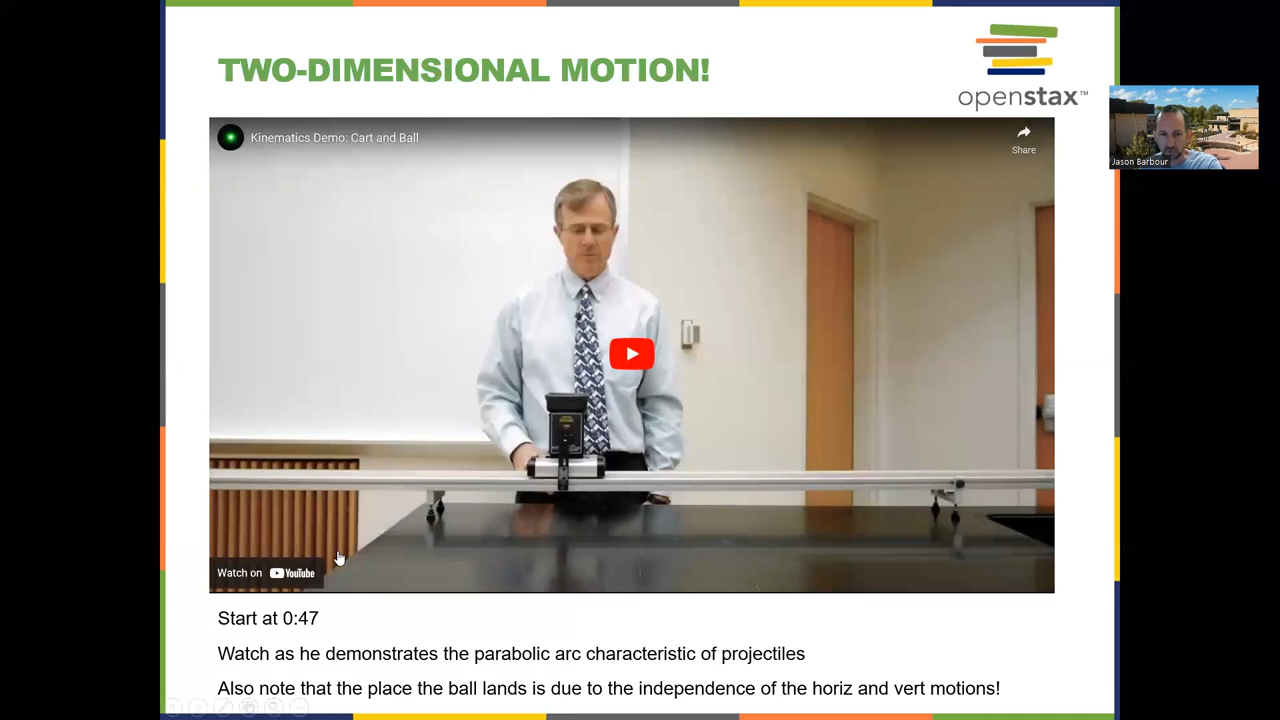 TWO-DIMENSIONAL MOTION!
openstax™
Kinematics Demo: Cart and Ball
Share
Jason Barbour
Watch on YouTube
Start at 0:47
Watch as he demonstrates the parabolic arc characteristic of projectiles
Also note that the place the ball lands is due to the independence of the horiz and vert motions!